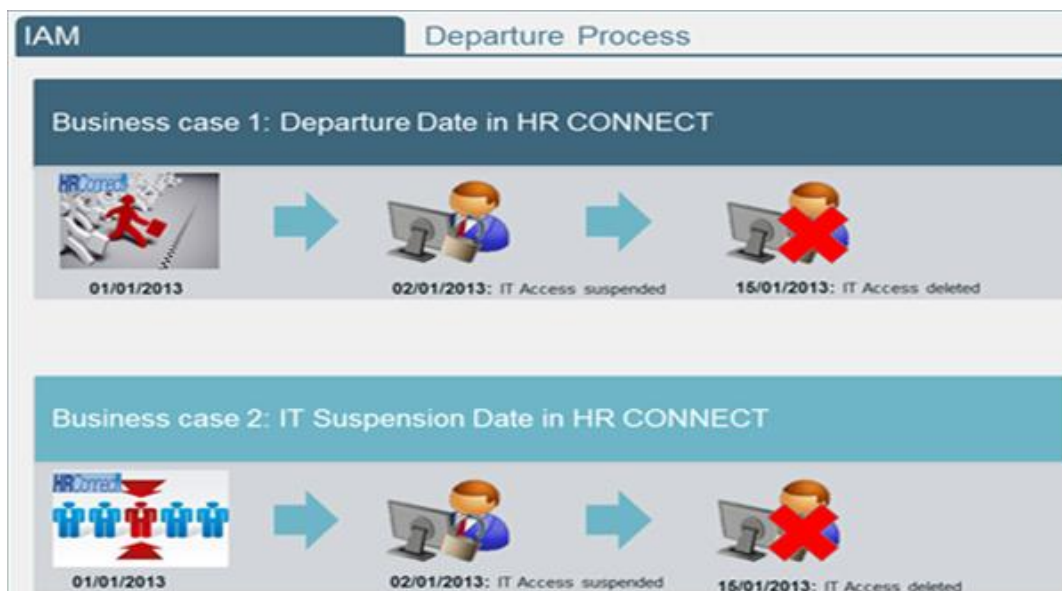 IAM
Departure Process
Business case 1: Departure Date in HR CONNECT
HRConnect
01/01/2013
02/01/2013: IT Access suspended
15/01/2013: IT Access deleted
Business case 2: IT Suspension Date in HR CONNECT
HRConnect
01/01/2013
02/01/2013: IT Access suspended
15/01/2013: IT Access deleted